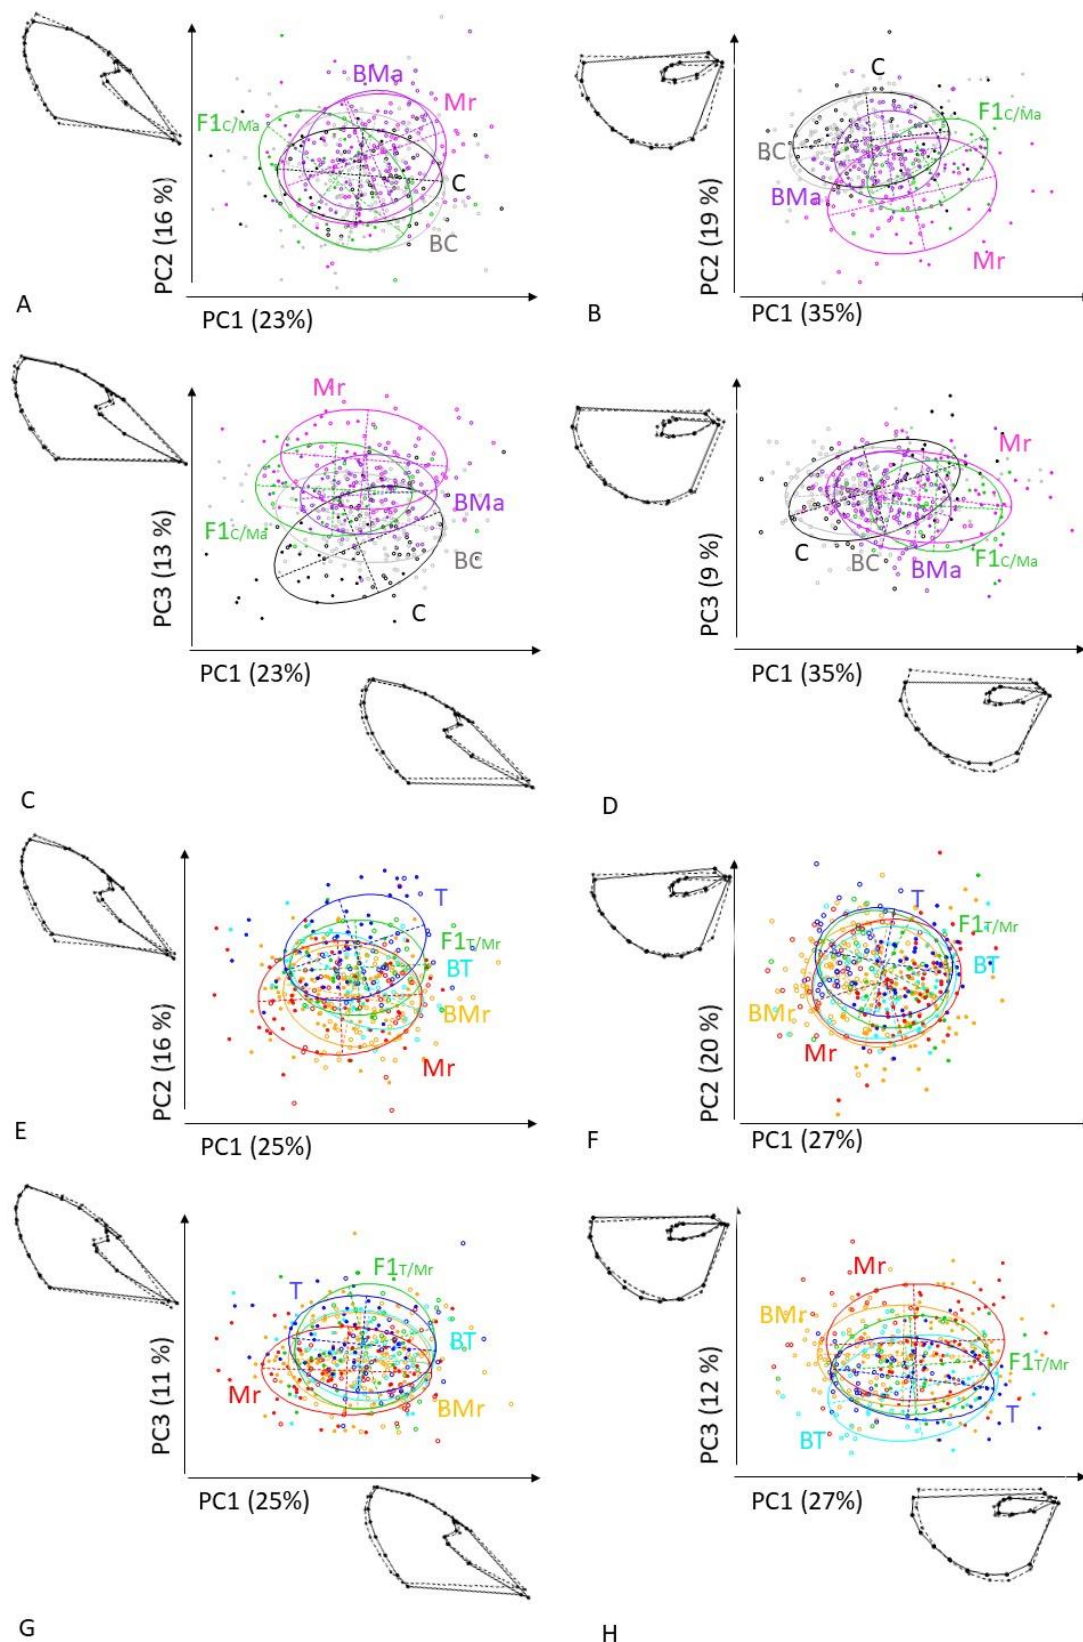 BMa
Mr
F1C/Ma
C
BC
PC2 (16 %)
A
PC1 (23%)
C
F1C/Ma
BC
BMa
Mr
PC2 (19 %)
B
PC1 (35%)
Mr
BMa
F1C/Ma
BC
C
PC3 (13 %)
PC1 (23%)
C
Mr
C
BC
BMa
F1C/Ma
PC3 (9 %)
PC1 (35%)
D
T
F1T/Mr
BT
BMr
Mr
PC2 (16 %)
E
PC1 (25%)
T
F1T/Mr
BT
BMr
Mr
PC2 (20 %)
F
PC1 (27%)
F1T/Mr
T
BT
Mr
BMr
PC3 (11 %)
PC1 (25%)
G
Mr
BMr
F1T/Mr
T
BT
PC3 (12 %)
PC1 (27%)
H